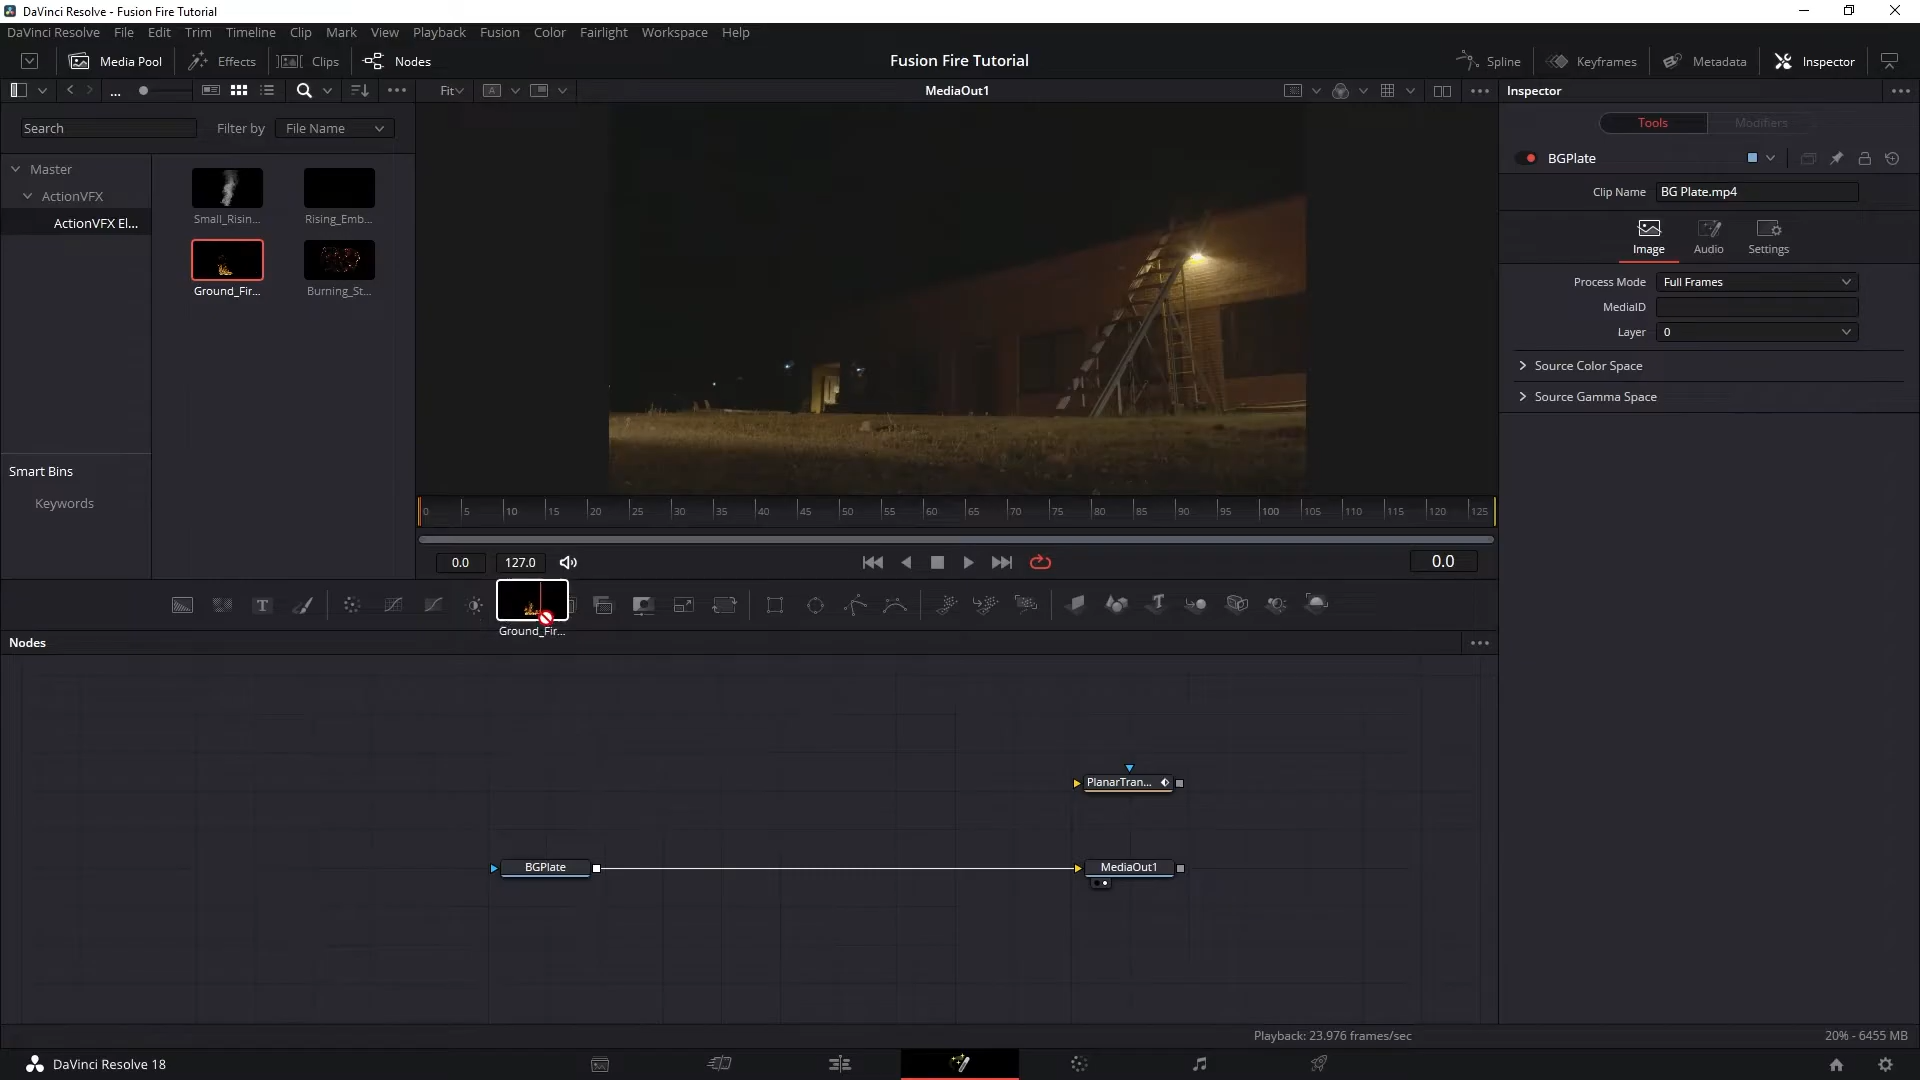 DaVinci Resolve - Fusion Fire Tutorial
DaVinci Resolve File Edit Trim Timeline Clip Mark View Playback Fusion Color Fairlight Workspace Help
Media Pool Effects Clips Nodes Fusion Fire Tutorial Spline Keyframes Metadata Inspector
... Fit A MediaOut1 Inspector
Tools Modifiers
Search Filter by File Name
BGPlate
Master
Clip Name BG Plate.mp4
ActionVFX
Small_Risin... Rising_Emb...
ActionVFX El...
Image Audio Settings
Process Mode Full Frames
Ground_Fir... Burning_St...
MediaID
Layer 0
Source Color Space
Source Gamma Space
Smart Bins
Keywords
0 5 10 15 20 25 30 35 40 45 50 55 60 65 70 75 80 85 90 95 100 105 110 115 120 125
0.0 127.0 0.0
T T
Ground_Fir...
Nodes
PlanarTran...
BGPlate MediaOut1
Playback: 23.976 frames/sec 20% - 6455 MB
DaVinci Resolve 18